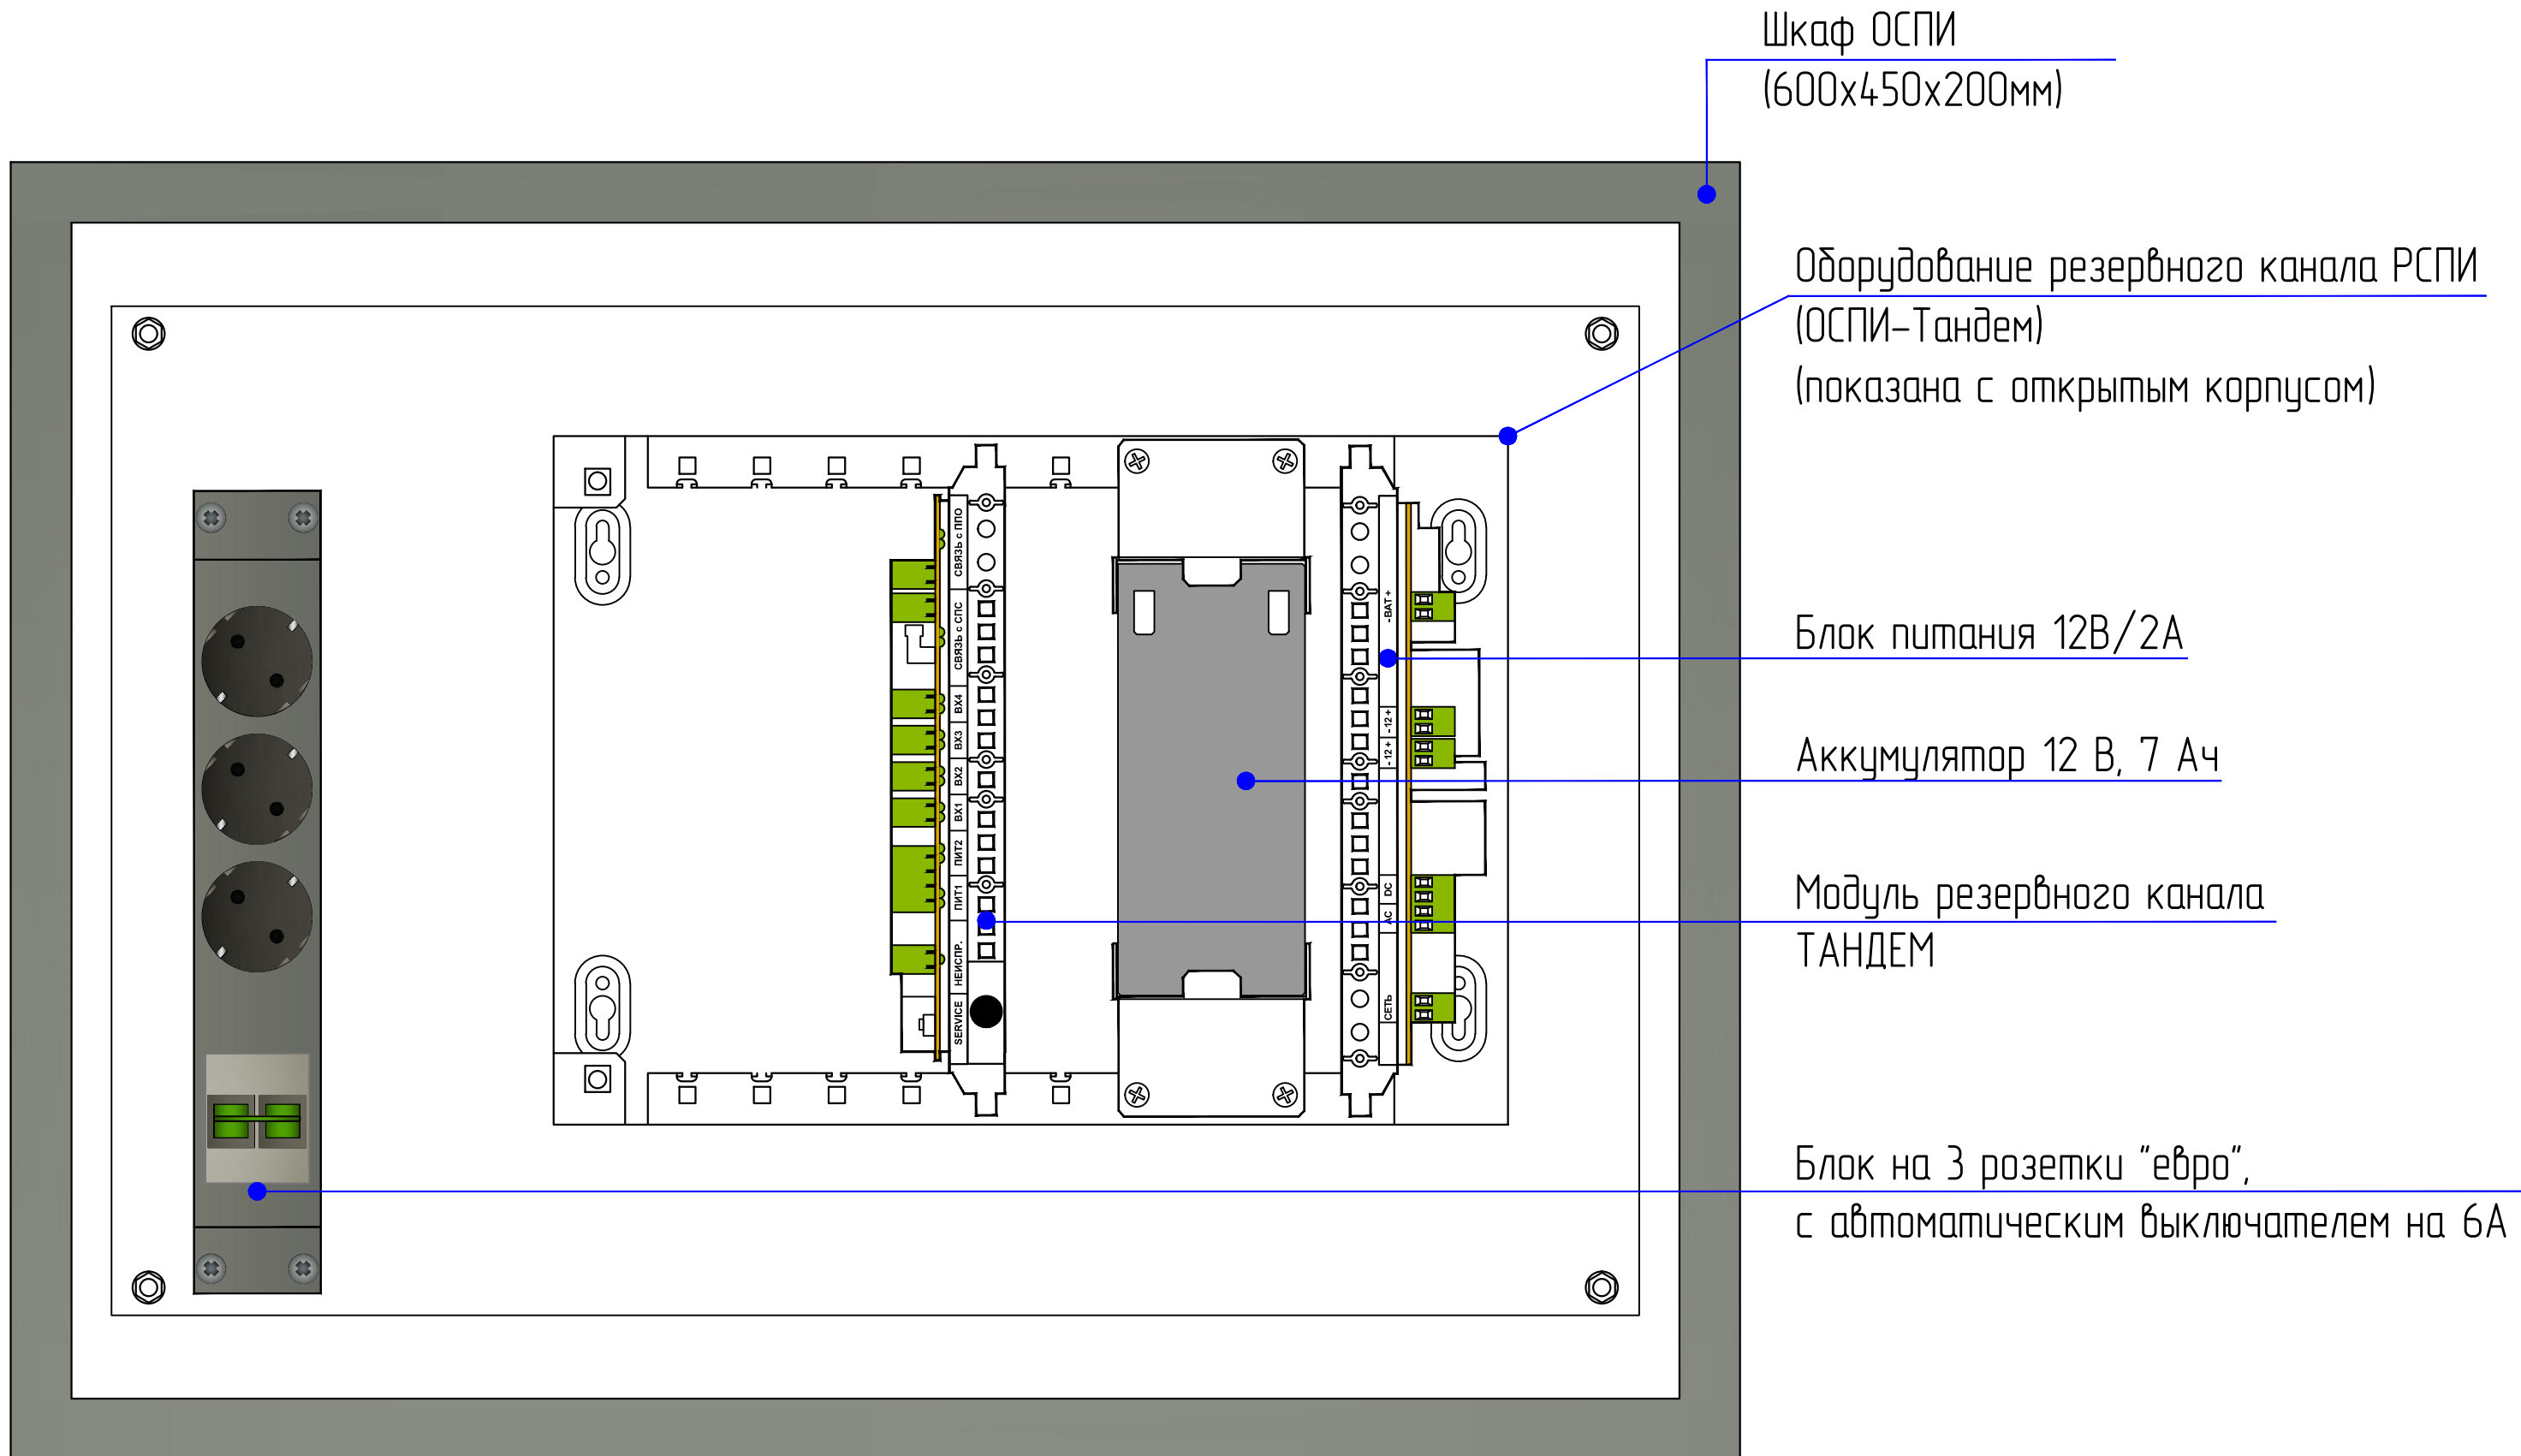 Шкаф ОСПИ
(600х450х200мм)
Оборудование резервного канала РСПИ
(ОСПИ-Тандем)
(показана с открытым корпусом)
Блок питания 12В/2А
Аккумулятор 12 В, 7 Ач
Модуль резервного канала
ТАНДЕМ
Блок на 3 розетки "евро",
с автоматическим выключателем на 6А
СВЯЗЬ с ППО
СВЯЗЬ с СПС
ВХ4
ВХ3
ВХ2
ВХ1
ПИТ2
ПИТ1
НЕИСПР.
SERVICE
-BAT+
-12+
-12+
DC
AC
СЕТЬ